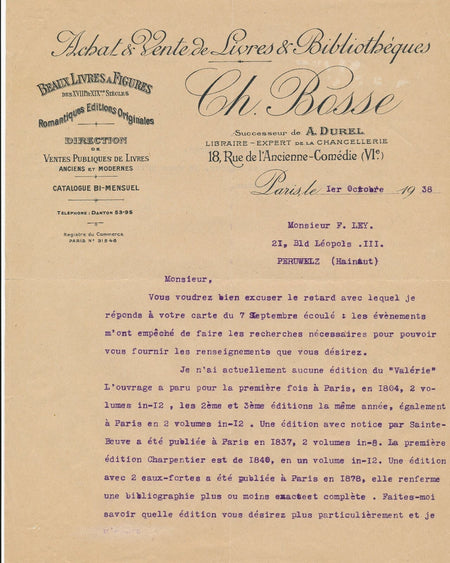 Achat & Vente de Livres & Bibliothéques
BEAUX LIVRES A FIGURES
DES XVIIIe & XIXme SIÈCLES
Romantiques Editions Originales
DIRECTION
DE
VENTES PUBLIQUES DE LIVRES
ANCIENS ET MODERNES
CATALOGUE BI-MENSUEL
TÉLÉPHONE: DANTON 53-95
Registre du Commerce
PARIS N° 31548
Ch. Bosse
Successeur de A. DUREL
LIBRAIRE - EXPERT DE LA CHANCELLERIE
18, Rue de l'Ancienne-Comédie (VIe)
Paris, le 1er Octobre 1938
Monsieur F. LEY.
21, Bld Léopols .III.
PERUWELZ (Hainaut)
Monsieur,
Vous voudrez bien excuser le retard avec lequel je
réponds à votre carte du 7 Septembre écoulé : les évènements
m'ont empêché de faire les recherches nécessaires pour pouvoir
vous fournir les renseignements que vous désirez.
Je n'ai actuellement aucune édition du "Valérie"
L'ouvrage a paru pour la première fois à Paris, en 1804, 2 vo-
lumes in-12 , les 2ème et 3ème éditions la même année, également
à Paris en 2 volumes in-12 . Une édition avec notice par Sainte-
Beuve a été publiée à Paris en 1837, 2 volumes in-8. La première
édition Charpentier est de 1840, en un volume in-12. Une édition
avec 2 eaux-fortes a été publiée à Paris en 1878, elle renferme
une bibliographie plus ou moins exacteet complète . Faites-moi
savoir quelle édition vous désirez plus particulièrement et je